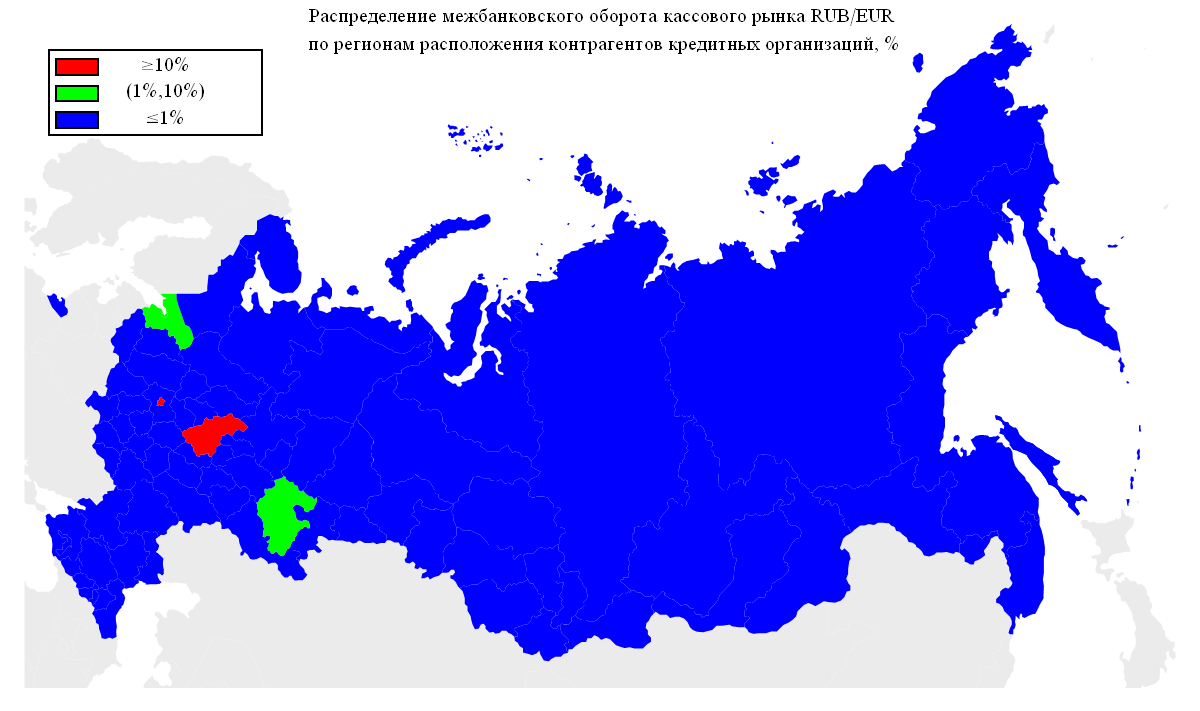 Распределение межбанковского оборота кассового рынка RUB/EUR
по регионам расположения контрагентов кредитных организаций, %
≥10%
(1%,10%)
≤1%